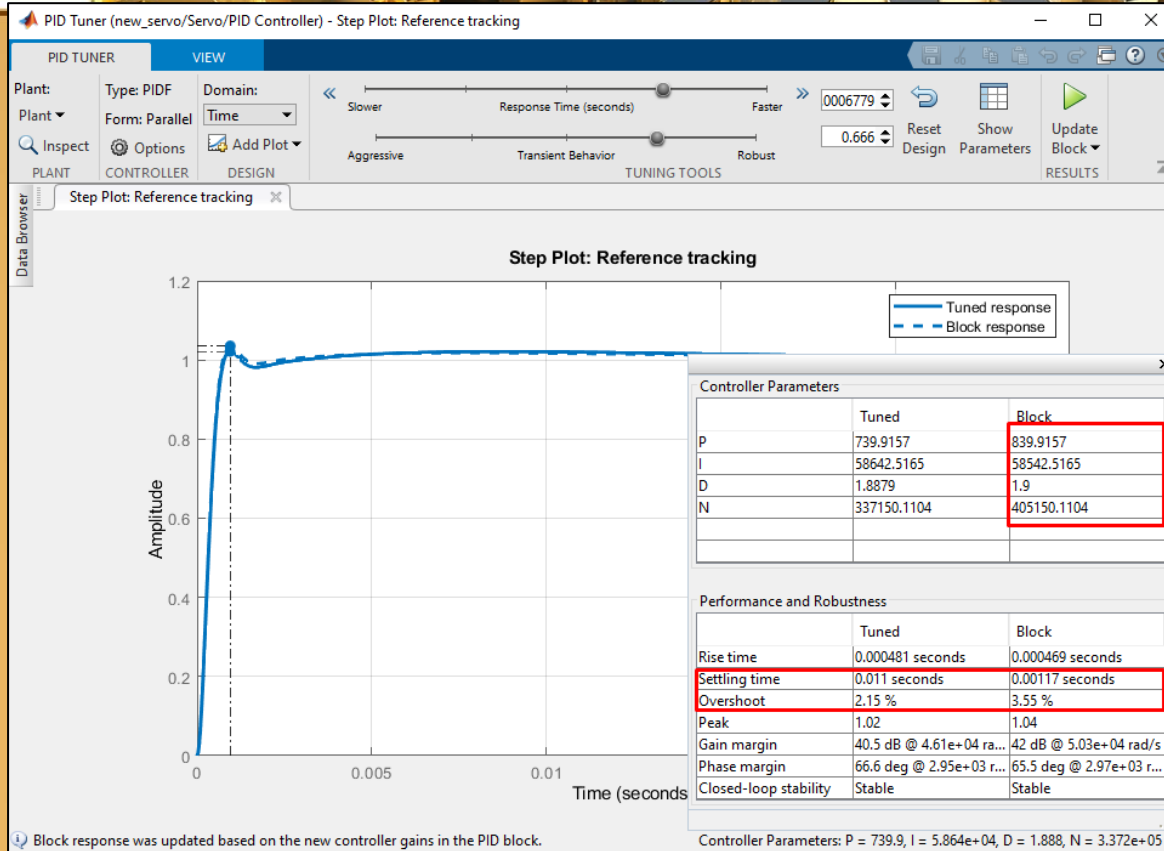 PID Tuner (new_servo/Servo/PID Controller) - Step Plot: Reference tracking
PID TUNER VIEW
Plant: Type: PIDF Domain:
Slower Response Time (seconds) Faster 0006779
Plant Form: Parallel Time
Inspect Options Add Plot
Aggressive Transient Behavior Robust 0.666
Reset Design Show Parameters Update Block
PLANT CONTROLLER DESIGN TUNING TOOLS RESULTS
Data Browser
Step Plot: Reference tracking
Step Plot: Reference tracking
Tuned response
Block response
Amplitude
1.2
1
0.8
0.6
0.4
0.2
0
0 0.005 0.01
Time (seconds
Controller Parameters
Tuned Block
P 739.9157 839.9157
I 58642.5165 58542.5165
D 1.8879 1.9
N 337150.1104 405150.1104
Performance and Robustness
Tuned Block
Rise time 0.000481 seconds 0.000469 seconds
Settling time 0.011 seconds 0.00117 seconds
Overshoot 2.15 % 3.55 %
Peak 1.02 1.04
Gain margin 40.5 dB @ 4.61e+04 ra... 42 dB @ 5.03e+04 rad/s
Phase margin 66.6 deg @ 2.95e+03 r... 65.5 deg @ 2.97e+03 r...
Closed-loop stability Stable Stable
Block response was updated based on the new controller gains in the PID block.
Controller Parameters: P = 739.9, I = 5.864e+04, D = 1.888, N = 3.372e+05